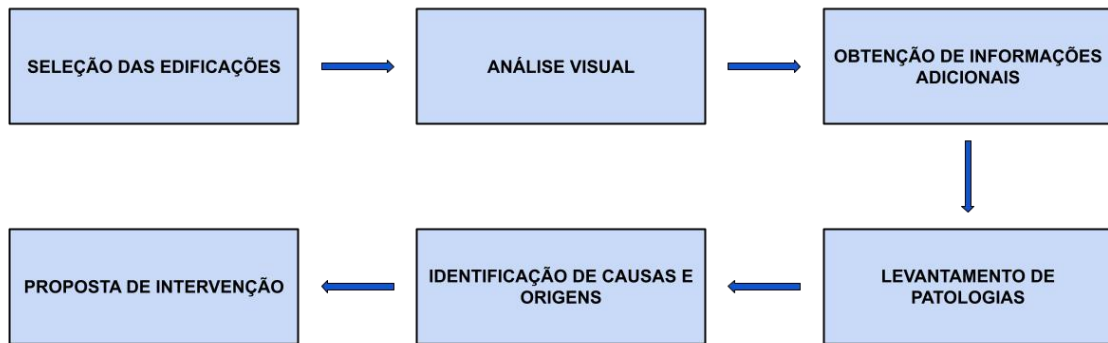 SELEÇÃO DAS EDIFICAÇÕES
ANÁLISE VISUAL
OBTENÇÃO DE INFORMAÇÕES
ADICIONAIS
LEVANTAMENTO DE
PATOLOGIAS
IDENTIFICAÇÃO DE CAUSAS E
ORIGENS
PROPOSTA DE INTERVENÇÃO